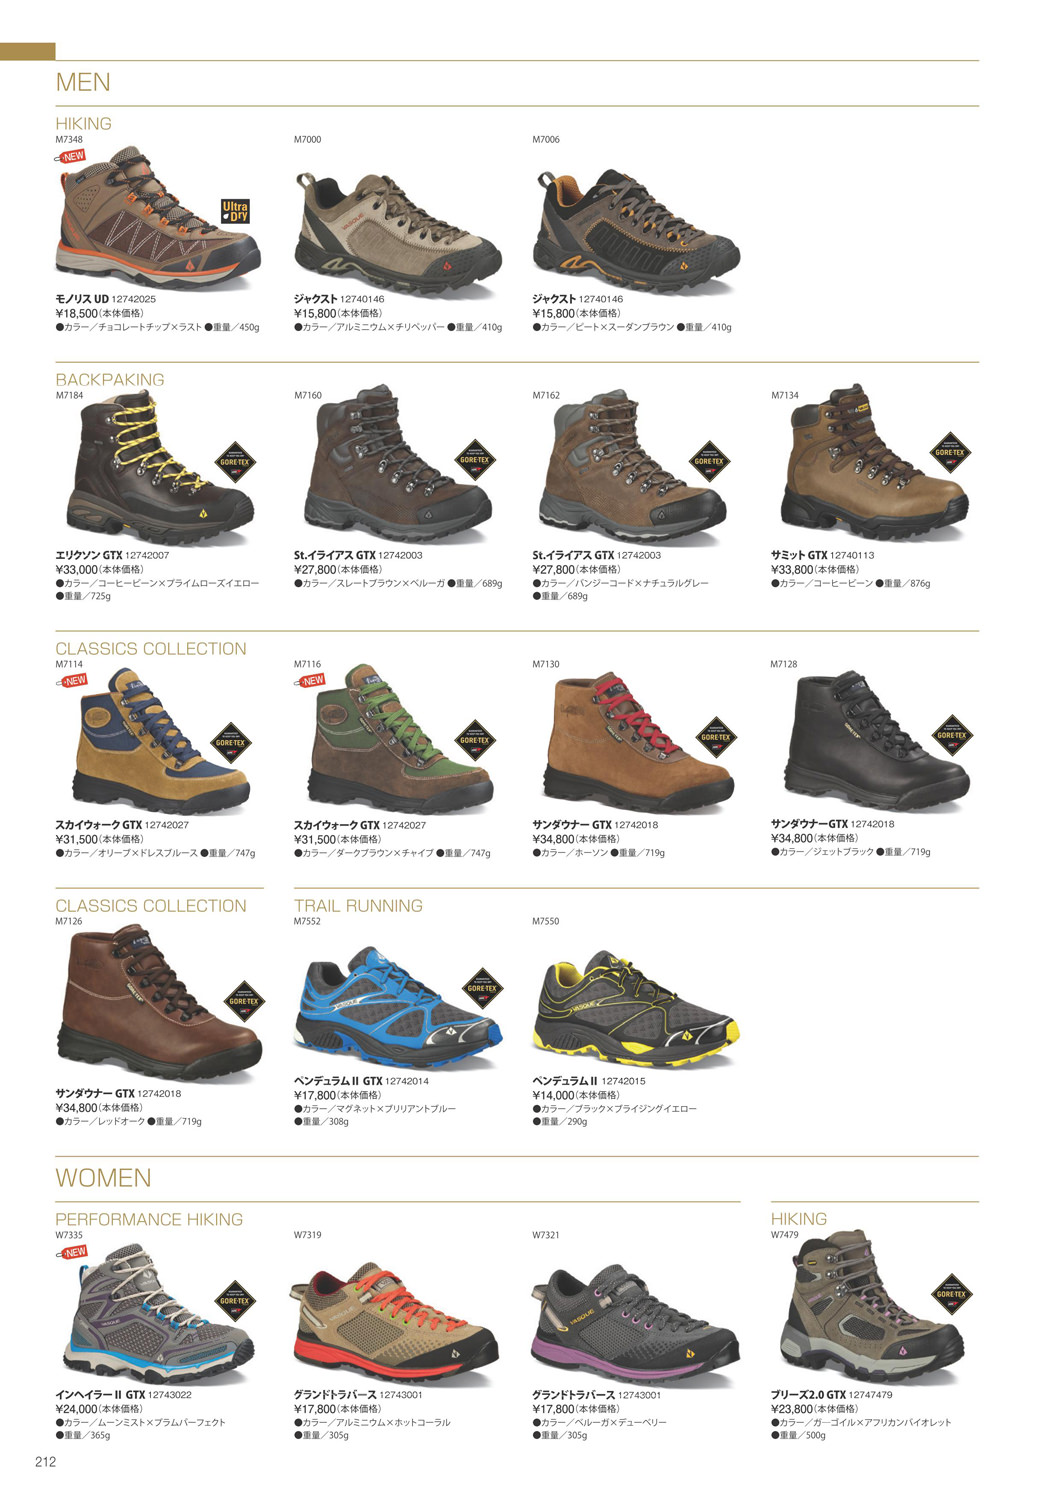 MEN
HIKING
M7348
NEW
Ultra
Dry
モノリス UD 12742025
¥18,500(本体価格)
●カラー／チョコレートチップ×ラスト ●重量／450g
M7000
ジャクスト 12740146
¥15,800(本体価格)
●カラー／アルミニウム×チリペッパー ●重量／410g
M7006
ジャクスト 12740146
¥15,800(本体価格)
●カラー／ピート×スーダンブラウン ●重量／410g
BACKPAKING
M7184
GORE-TEX
エリクソン GTX 12742007
¥33,000(本体価格)
●カラー／コーヒービーン×プライムローズイエロー
●重量／725g
M7160
GORE-TEX
St.イライアス GTX 12742003
¥27,800(本体価格)
●カラー／スレートブラウン×ベルーガ ●重量／689g
M7162
GORE-TEX
St.イライアス GTX 12742003
¥27,800(本体価格)
●カラー／バンジーコード×ナチュラルグレー
●重量／689g
M7134
GORE-TEX
サミット GTX 12740113
¥33,800(本体価格)
●カラー／コーヒービーン ●重量／876g
CLASSICS COLLECTION
M7114
NEW
GORE-TEX
スカイウォーク GTX 12742027
¥31,500(本体価格)
●カラー／オリーブ×ドレスブルース ●重量／747g
M7116
NEW
GORE-TEX
スカイウォーク GTX 12742027
¥31,500(本体価格)
●カラー／ダークブラウン×チャイブ ●重量／747g
M7130
GORE-TEX
サンダウナー GTX 12742018
¥34,800(本体価格)
●カラー／ホーソン ●重量／719g
M7128
GORE-TEX
サンダウナーGTX 12742018
¥34,800(本体価格)
●カラー／ジェットブラック ●重量／719g
CLASSICS COLLECTION
M7126
GORE-TEX
サンダウナー GTX 12742018
¥34,800(本体価格)
●カラー／レッドオーク ●重量／719g
TRAIL RUNNING
M7552
VASQUE
GORE-TEX
ペンデュラムⅡ GTX 12742014
¥17,800(本体価格)
●カラー／マグネット×ブリリアントブルー
●重量／308g
M7550
VASQUE
ペンデュラムⅡ 12742015
¥14,000(本体価格)
●カラー／ブラック×ブライジングイエロー
●重量／290g
WOMEN
PERFORMANCE HIKING
W7335
NEW
VASQUE
GORE-TEX
インヘイラーⅡ GTX 12743022
¥24,000(本体価格)
●カラー／ムーンミスト×プラムパーフェクト
●重量／365g
W7319
グランドトラバース 12743001
¥17,800(本体価格)
●カラー／アルミニウム×ホットコーラル
●重量／305g
W7321
VASQUE
グランドトラバース 12743001
¥17,800(本体価格)
●カラー／ベルーガ×デューベリー
●重量／305g
HIKING
W7479
GORE-TEX
ブリーズ2.0 GTX 12747479
¥23,800(本体価格)
●カラー／ガーゴイル×アフリカンバイオレット
●重量／500g
212